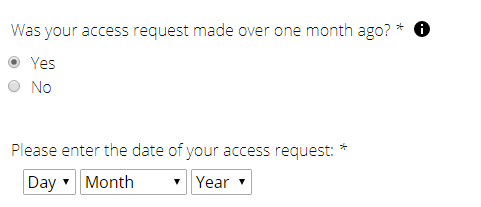 Was your access request made over one month ago? * i
Yes
No
Please enter the date of your access request: *
Day Month Year